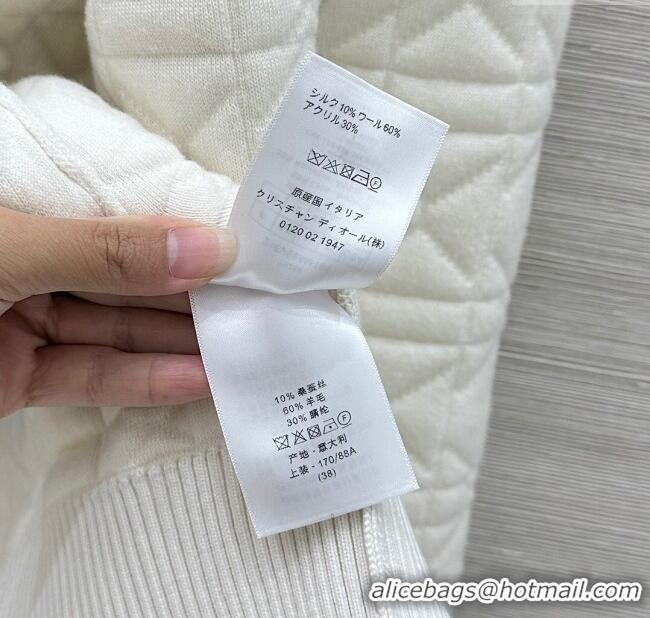 シルク10%ウール60%
アクリル30%
F
原産国イタリア
クリスチャン ディオール(株)
0120 02 1947
10% 桑蚕丝
60% 羊毛
30% 腈纶
F
产地 - 意大利
上装 - 170/88A
(38)
alicebags@hotmail.com